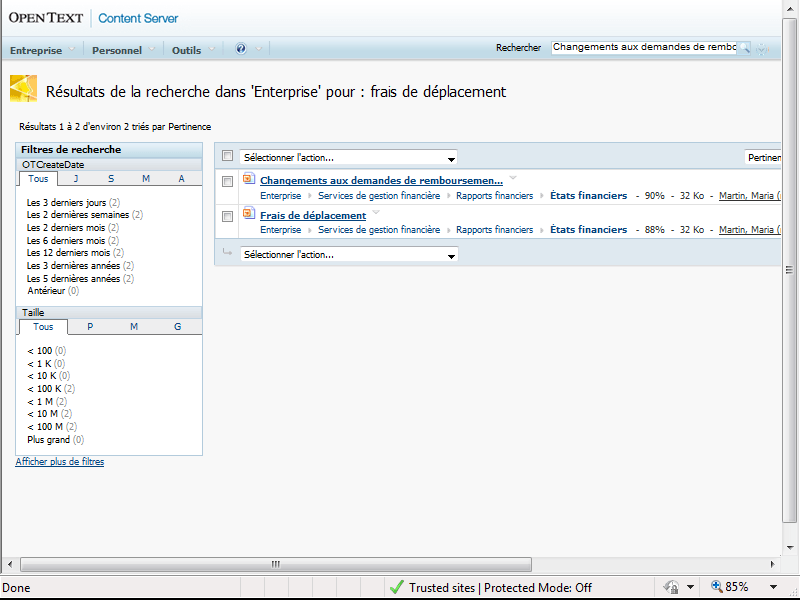 OPENTEXT | Content Server
Entreprise Personnel Outils Rechercher Changements aux demandes de rembo
Résultats de la recherche dans 'Enterprise' pour : frais de déplacement
Résultats 1 à 2 d'environ 2 triés par Pertinence
Filtres de recherche
OTCreateDate
Tous J S M A
Les 3 derniers jours (2)
Les 2 dernières semaines (2)
Les 2 derniers mois (2)
Les 6 derniers mois (2)
Les 12 derniers mois (2)
Les 3 dernières années (2)
Les 5 dernières années (2)
Antérieur (0)
Taille
Tous P M G
< 100 (0)
< 1 K (0)
< 10 K (0)
< 100 K (2)
< 1 M (2)
< 10 M (2)
< 100 M (2)
Plus grand (0)
Afficher plus de filtres
Sélectionner l'action... Pertinen
Changements aux demandes de remboursemen...
Enterprise Services de gestion financière Rapports financiers États financiers - 90% - 32 Ko - Martin, Maria (
Frais de déplacement
Enterprise Services de gestion financière Rapports financiers États financiers - 88% - 32 Ko - Martin, Maria (
Sélectionner l'action...
Done Trusted sites | Protected Mode: Off 85%